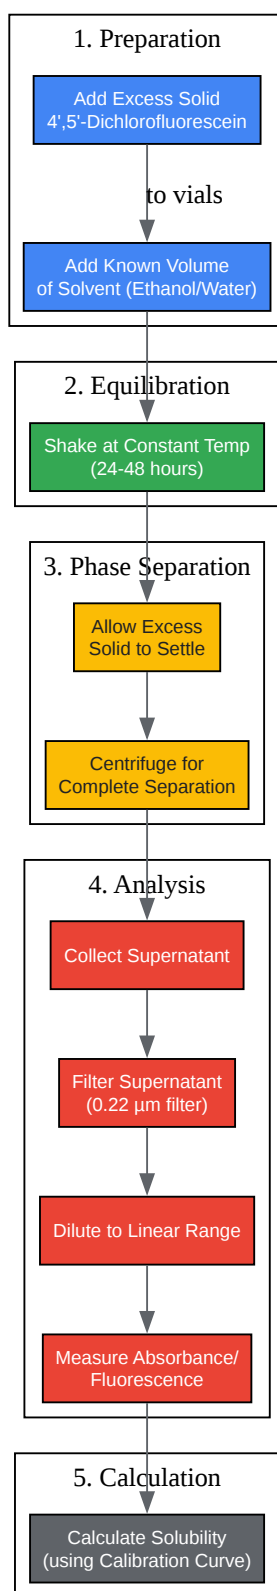 1. Preparation
Add Excess Solid
4',5'-Dichlorofluorescein
to vials
Add Known Volume
of Solvent (Ethanol/Water)
2. Equilibration
Shake at Constant Temp
(24-48 hours)
3. Phase Separation
Allow Excess
Solid to Settle
Centrifuge for
Complete Separation
4. Analysis
Collect Supernatant
Filter Supernatant
(0.22 µm filter)
Dilute to Linear Range
Measure Absorbance/
Fluorescence
5. Calculation
Calculate Solubility
(using Calibration Curve)